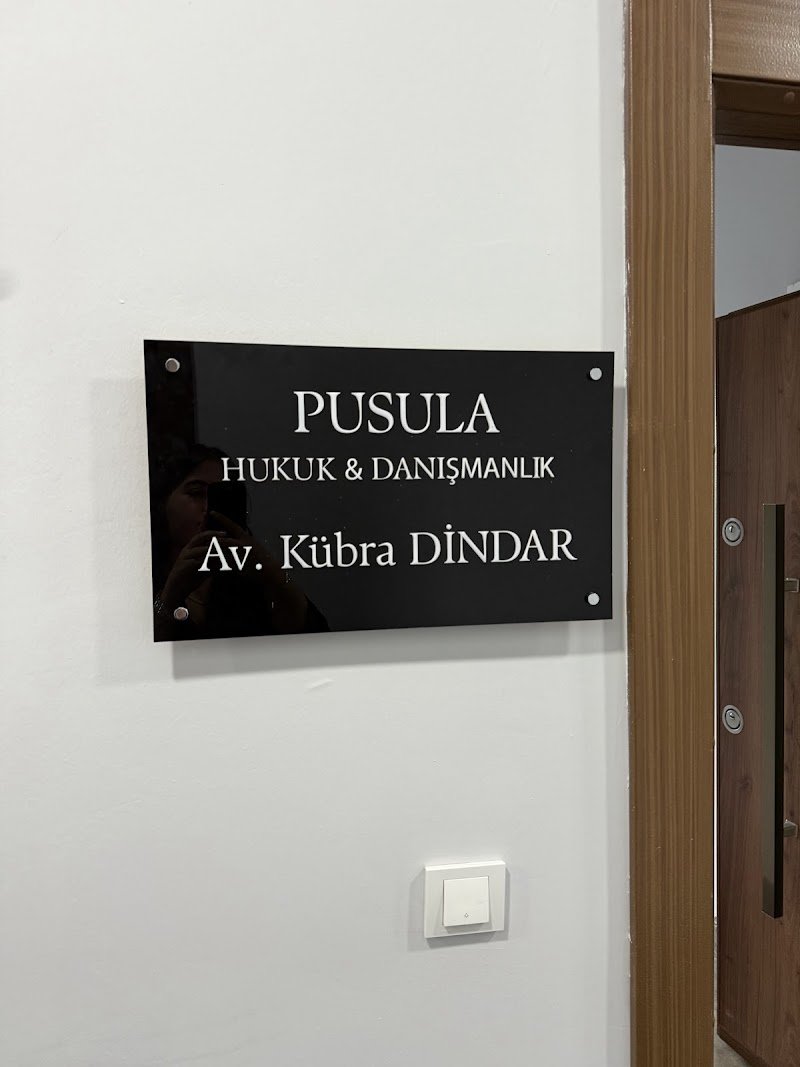 PUSULA
HUKUK & DANIŞMANLIK
Av. Kübra DİNDAR